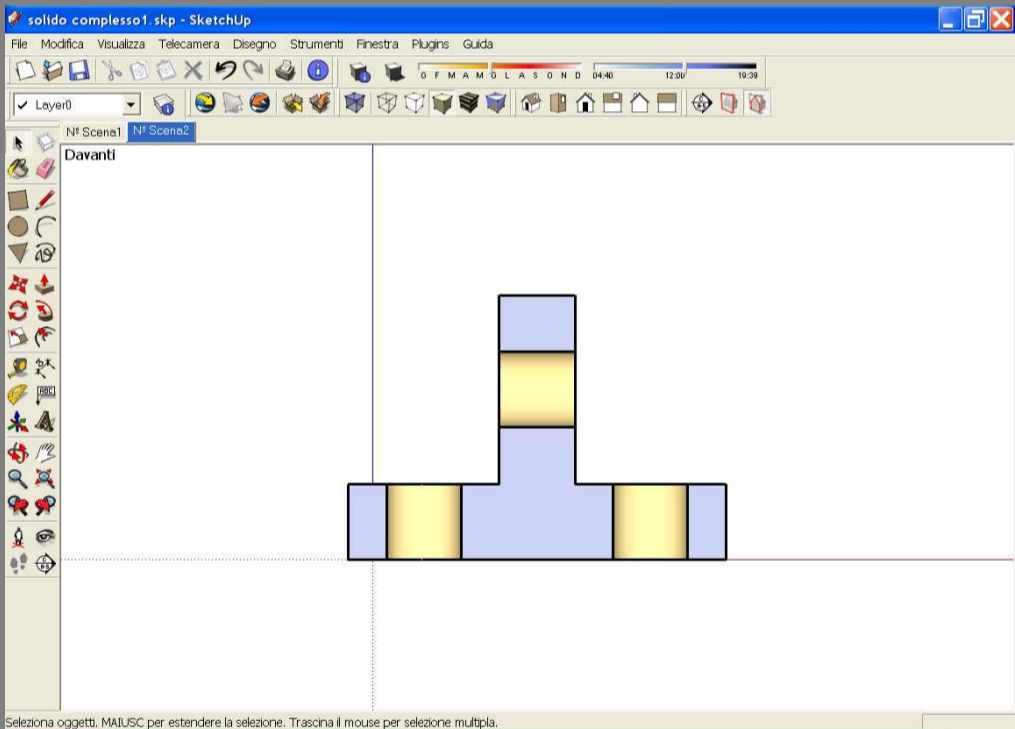 solido complesso1.skp - SketchUp
File Modifica Visualizza Telecamera Disegno Strumenti Finestra Plugins Guida
G F M A M G L A S O N D 04:40 12:00 19:39
Layer0
Nº Scena1 Nº Scena2
Davanti
ABC
Seleziona oggetti. MAIUSC per estendere la selezione. Trascina il mouse per selezione multipla.